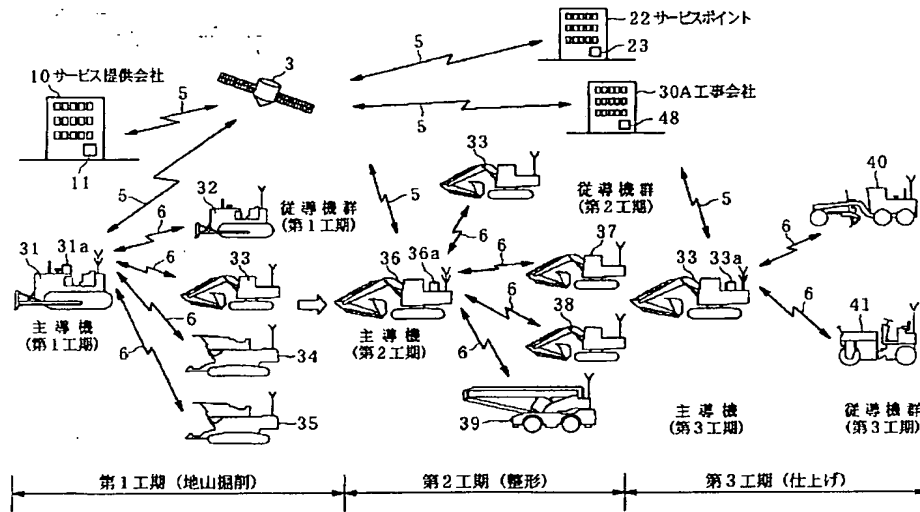 22 サービスポイント
23
3
5
10 サービス提供会社
5
30A 工事会社
5
48
11
33
40
5
32
従導機群
(第1工期)
5
従導機群
(第2工期)
5
6
31
31a
6
6
37
6
33
36
36a
6
33
33a
6
6
38
6
41
主導機
(第1工期)
6
34
主導機
(第2工期)
6
6
35
39
主導機
(第3工期)
従導機群
(第3工期)
第1工期(地山掘削)
第2工期(整形)
第3工期(仕上げ)